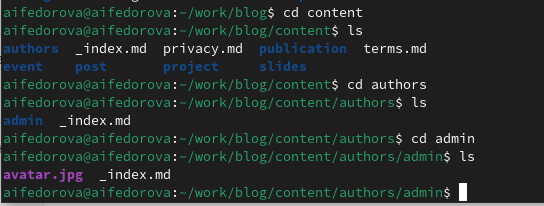 aifedorova@aifedorova:~/work/blog$ cd content
aifedorova@aifedorova:~/work/blog/content$ ls
authors _index.md privacy.md publication terms.md
event post project slides
aifedorova@aifedorova:~/work/blog/content$ cd authors
aifedorova@aifedorova:~/work/blog/content/authors$ ls
admin _index.md
aifedorova@aifedorova:~/work/blog/content/authors$ cd admin
aifedorova@aifedorova:~/work/blog/content/authors/admin$ ls
avatar.jpg _index.md
aifedorova@aifedorova:~/work/blog/content/authors/admin$